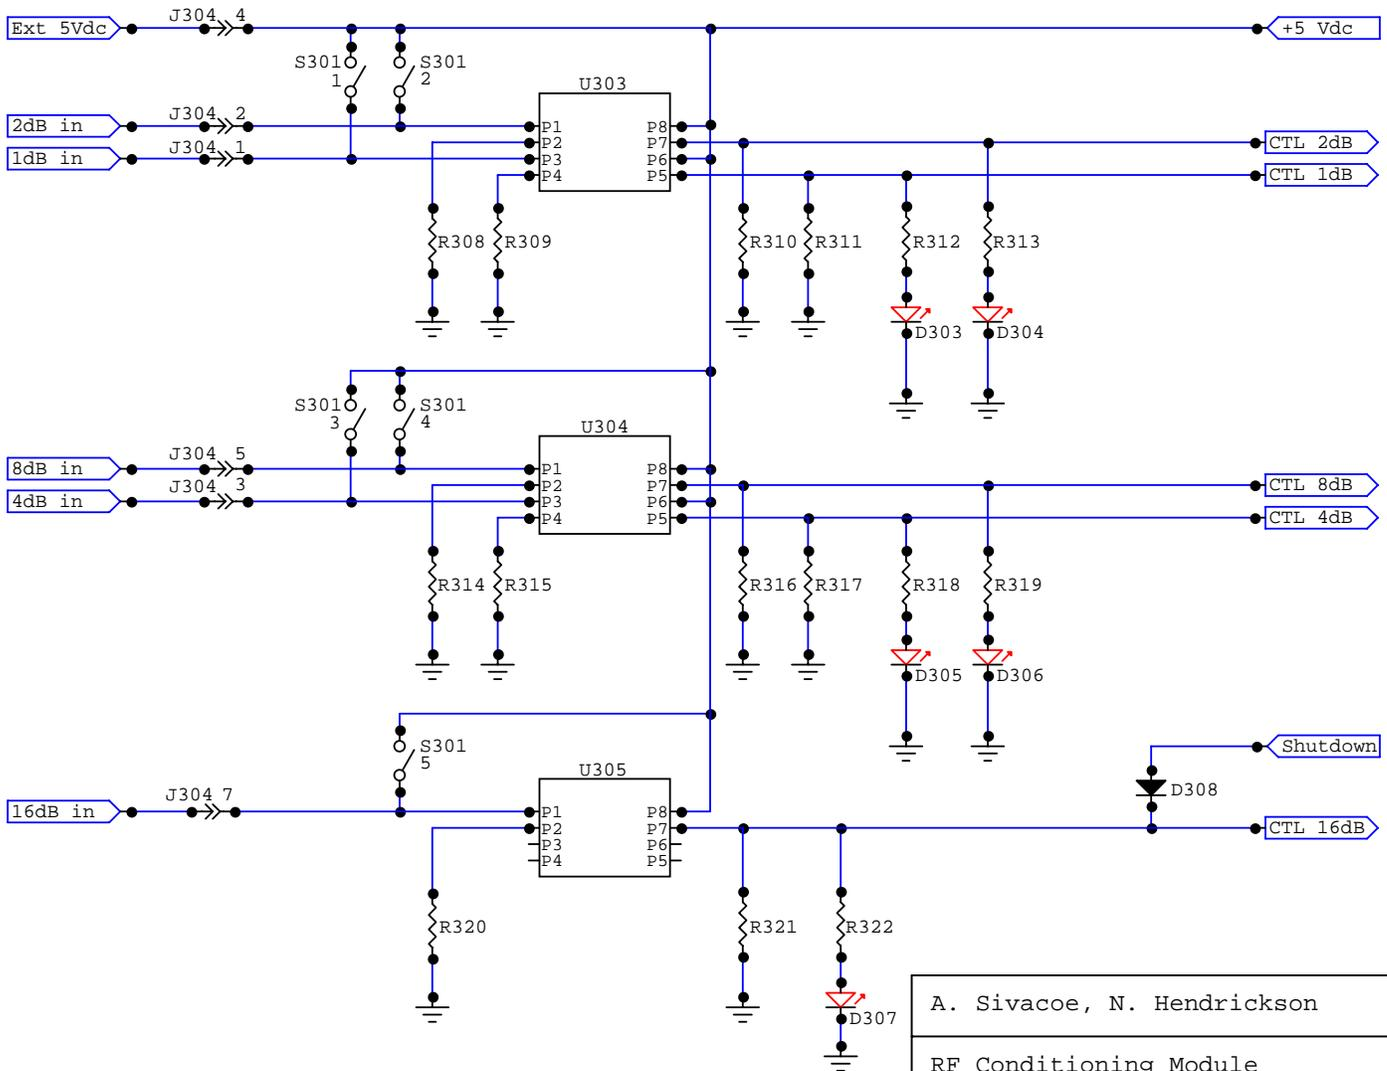 J304 4
Ext 5Vdc
+5 Vdc
S301
1
S301
2
U303
J304 2
2dB in
P1
P8
P2
P7
CTL 2dB
J304 1
1dB in
P3
P6
P4
P5
CTL 1dB
R308
R309
R310
R311
R312
R313
D303
D304
S301
3
S301
4
U304
J304 5
8dB in
P1
P8
P2
P7
CTL 8dB
J304 3
4dB in
P3
P6
P4
P5
CTL 4dB
R314
R315
R316
R317
R318
R319
D305
D306
S301
5
Shutdown
U305
D308
J304 7
16dB in
P1
P8
P2
P7
CTL 16dB
P3
P6
P4
P5
R320
R321
R322
D307
A. Sivacoe, N. Hendrickson
RF Conditioning Module